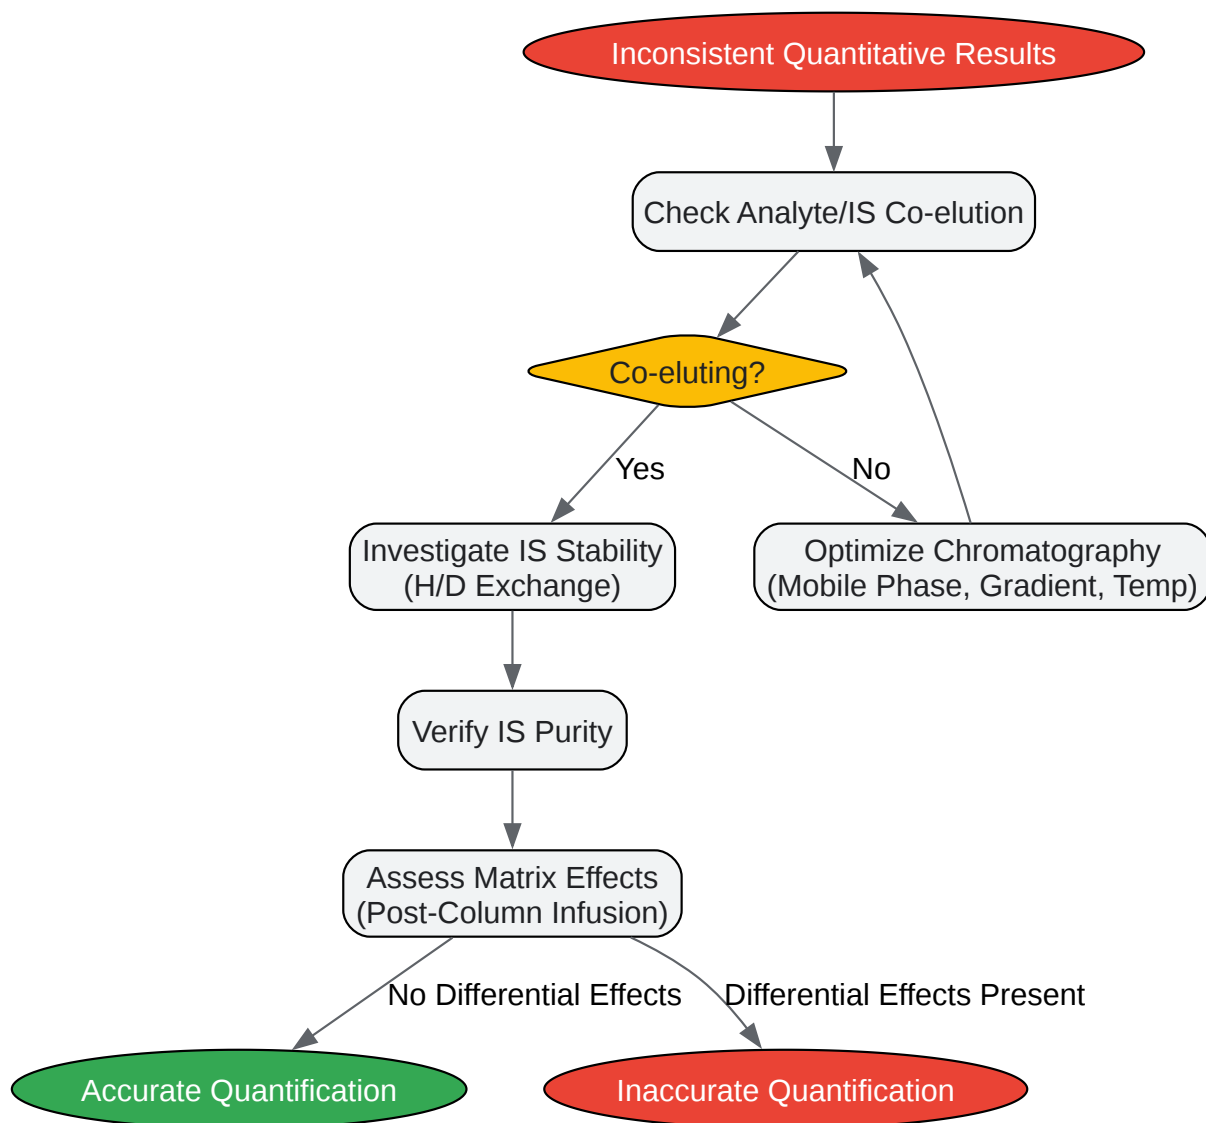 Inconsistent Quantitative Results
Check Analyte/IS Co-elution
Co-eluting?
Yes
No
Investigate IS Stability
(H/D Exchange)
Optimize Chromatography
(Mobile Phase, Gradient, Temp)
Verify IS Purity
Assess Matrix Effects
(Post-Column Infusion)
No Differential Effects
Differential Effects Present
Accurate Quantification
Inaccurate Quantification